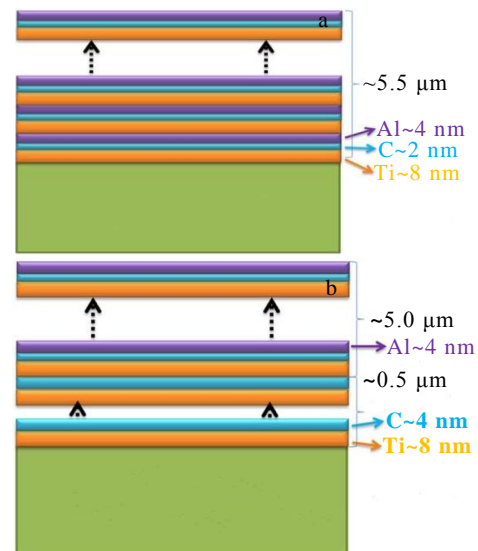 a
~5.5 μm
Al~4 nm
C~2 nm
Ti~8 nm
b
~5.0 μm
Al~4 nm
~0.5 μm
C~4 nm
Ti~8 nm